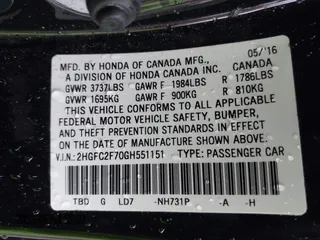 MFD. BY HONDA OF CANADA MFG., 05/16
A DIVISION OF HONDA CANADA INC. CANADA
GVWR 3737LBS GAWR F 1984LBS R 1786LBS
GVWR 1695KG GAWR F 900KG R 810KG
THIS VEHICLE CONFORMS TO ALL APPLICABLE
FEDERAL MOTOR VEHICLE SAFETY, BUMPER,
AND THEFT PREVENTION STANDARDS IN EFFECT
ON THE DATE OF MANUFACTURE SHOWN ABOVE.
V.I.N: 2HGFC2F70GH551151 TYPE: PASSENGER CAR
TBD G LD7 -NH731P -A -H